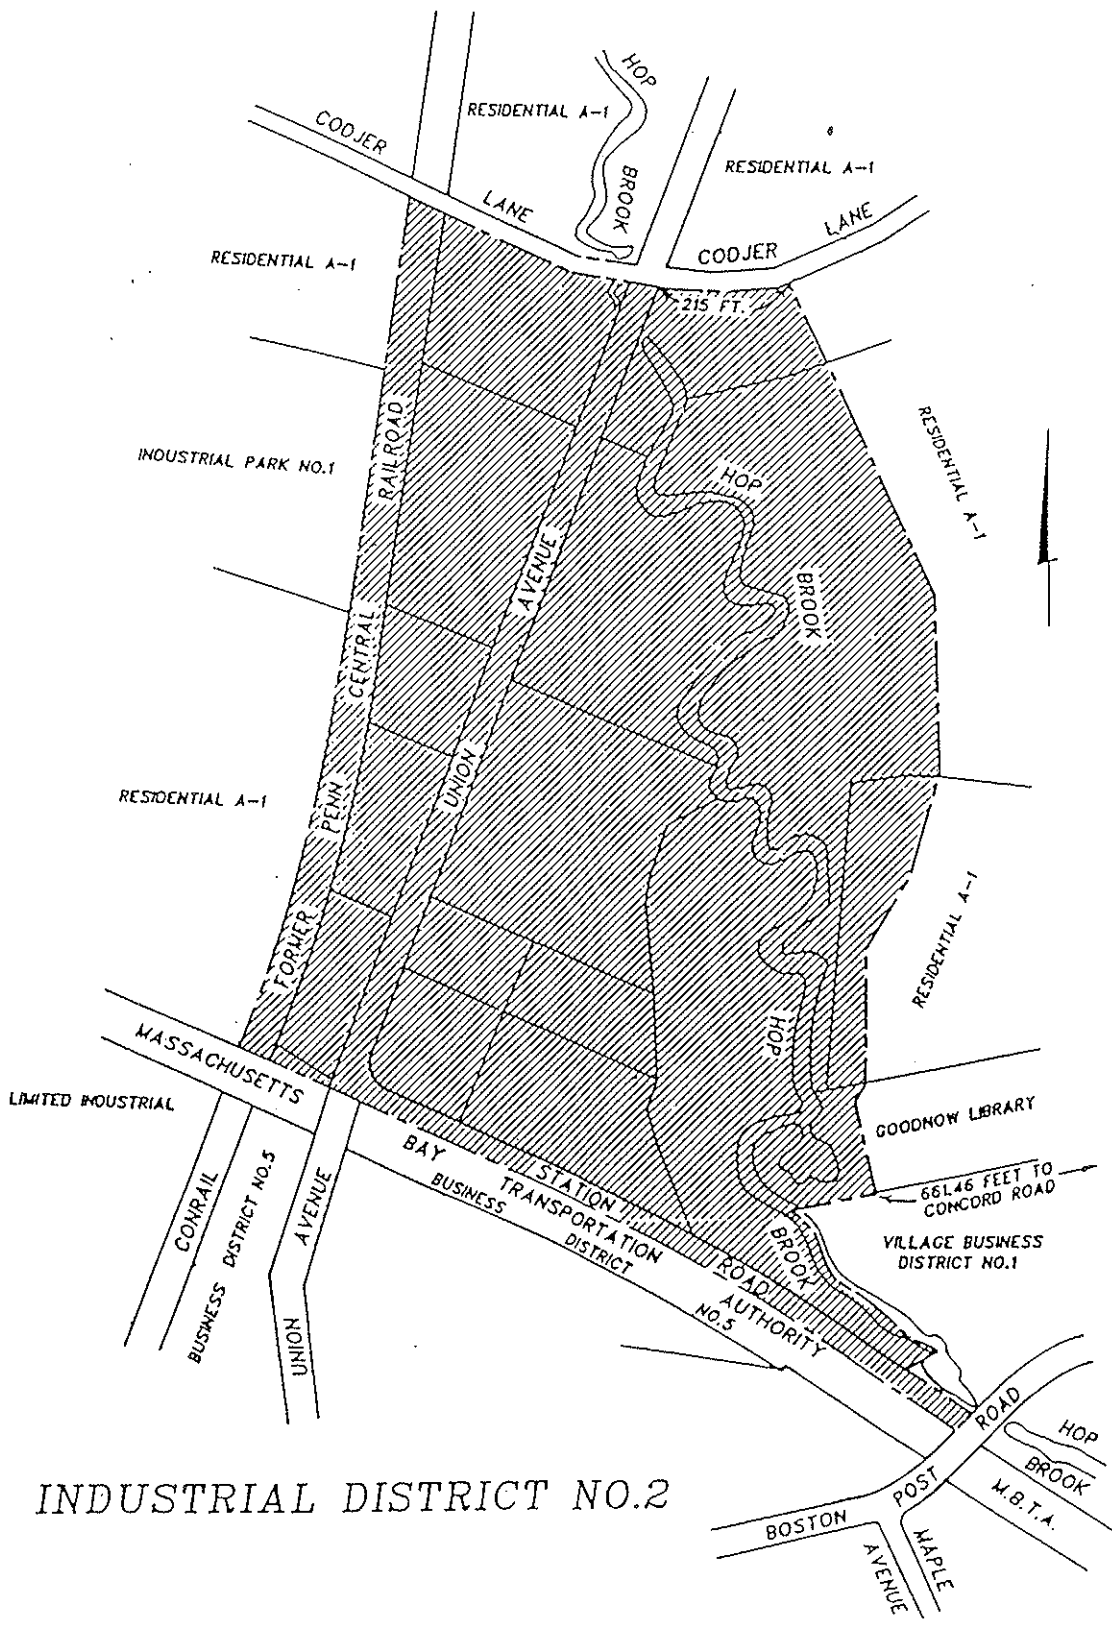 HOP
RESIDENTIAL A-1
CODJER
BROOK
RESIDENTIAL A-1
LANE
LANE
CODJER
RESIDENTIAL A-1
215 FT.
RAILROAD
RESIDENTIAL A-1
INDUSTRIAL PARK NO.1
HOP
AVENUE
BROOK
CENTRAL
UNION
RESIDENTIAL A-1
PENN
RESIDENTIAL A-1
FORMER
HOP
MASSACHUSETTS
LIMITED INDUSTRIAL
GOODNOW LIBRARY
BAY
STATION
661.46 FEET TO
CONCORD ROAD
CONRAIL
BUSINESS DISTRICT NO.5
AVENUE
BUSINESS
TRANSPORTATION
DISTRICT
BROOK
VILLAGE BUSINESS
DISTRICT NO.1
ROAD
NO.5
AUTHORITY
UNION
ROAD
HOP
BROOK
POST
M.B.T.A.
INDUSTRIAL DISTRICT NO.2
BOSTON
AVENUE
MAPLE